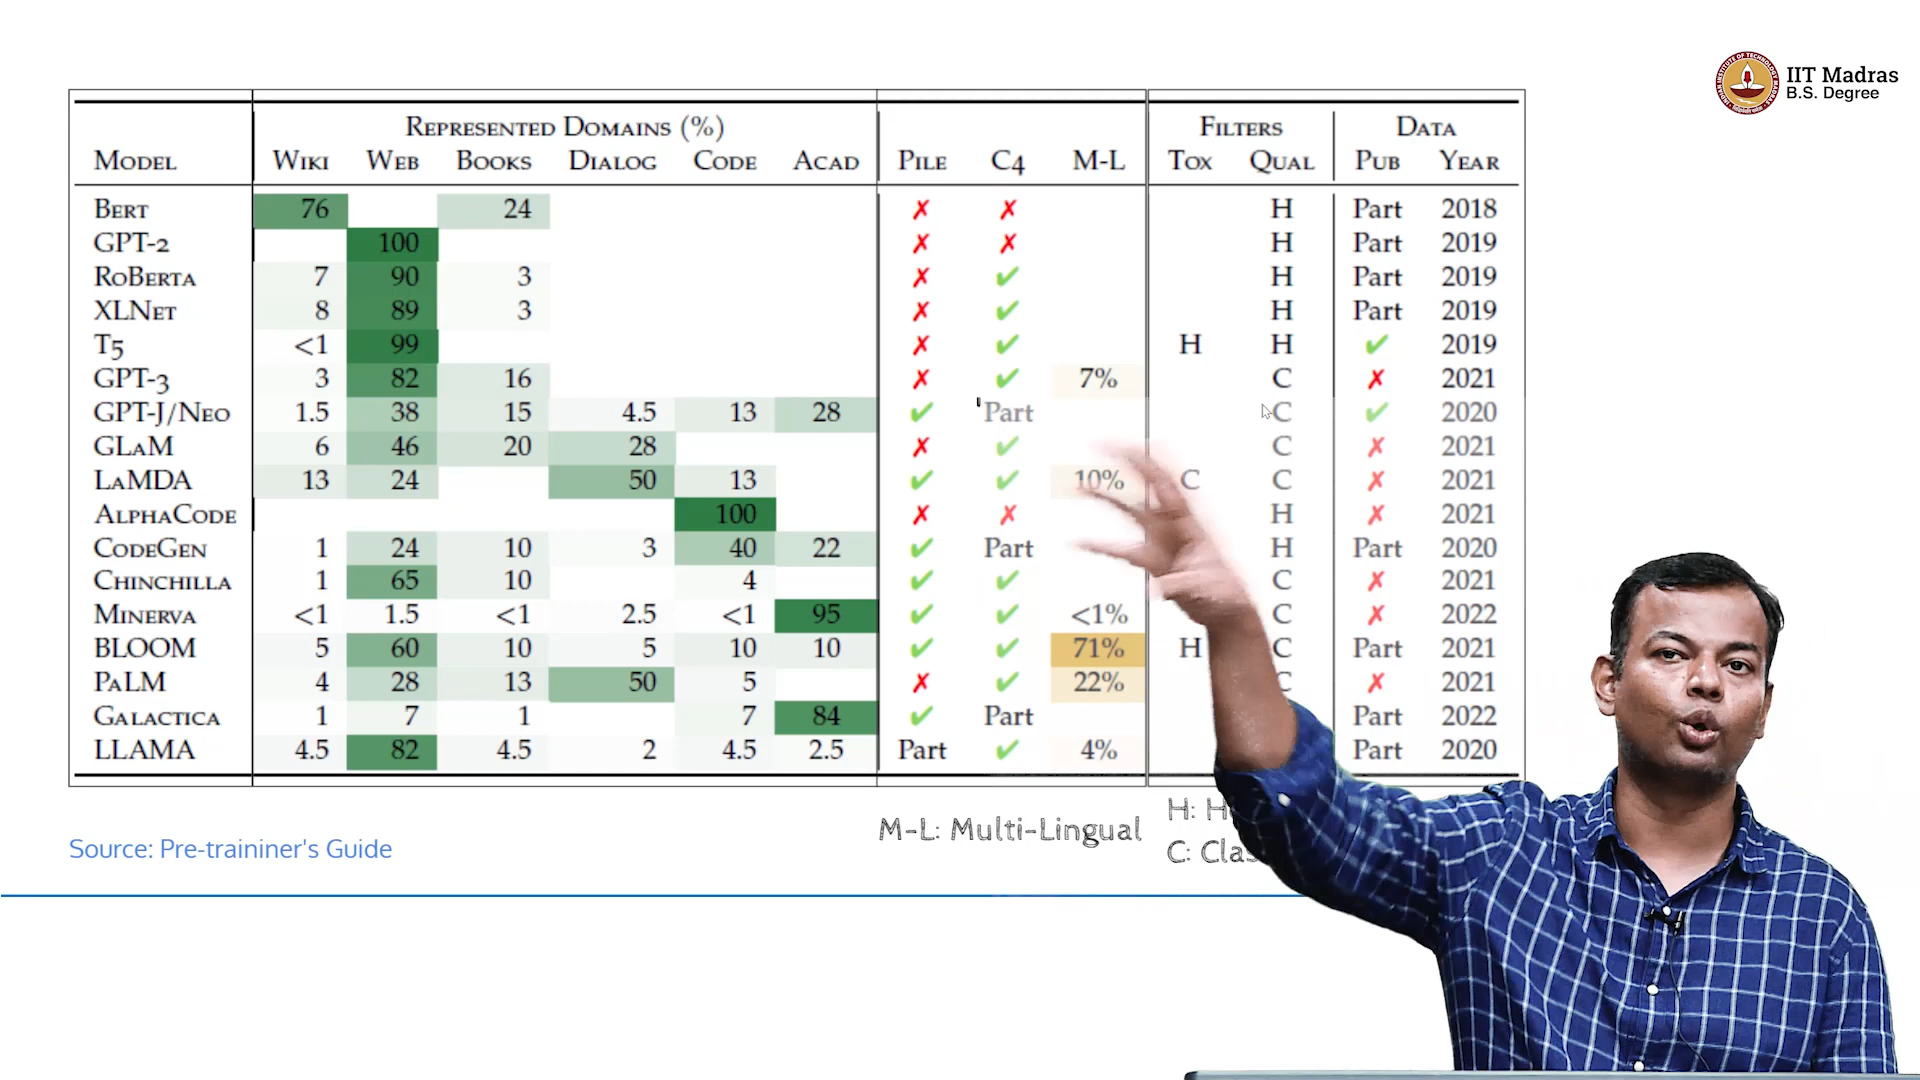 IIT Madras
B.S. Degree
REPRESENTED DOMAINS (%) FILTERS DATA
MODEL WIKI WEB BOOKS DIALOG CODE ACAD PILE C4 M-L TOX QUAL PUB YEAR
BERT 76 24 ✗ ✗ H Part 2018
GPT-2 100 ✗ ✗ H Part 2019
ROBERTA 7 90 3 ✗ ✔ H Part 2019
XLNET 8 89 3 ✗ ✔ H Part 2019
T5 <1 99 ✗ ✔ H H ✔ 2019
GPT-3 3 82 16 ✗ ✔ 7% C ✗ 2021
GPT-J/NEO 1.5 38 15 4.5 13 28 ✔ Part C ✔ 2020
GLAM 6 46 20 28 ✗ ✔ C ✗ 2021
LAMDA 13 24 50 13 ✔ ✔ 10% C C ✗ 2021
ALPHACODE 100 ✗ ✗ H ✗ 2021
CODEGEN 1 24 10 3 40 22 ✔ Part H Part 2020
CHINCHILLA 1 65 10 4 ✔ ✔ C ✗ 2021
MINERVA <1 1.5 <1 2.5 <1 95 ✔ ✔ <1% C ✗ 2022
BLOOM 5 60 10 5 10 10 ✔ ✔ 71% H C Part 2021
PALM 4 28 13 50 5 ✗ ✔ 22% C ✗ 2021
GALACTICA 1 7 1 7 84 ✔ Part Part 2022
LLAMA 4.5 82 4.5 2 4.5 2.5 Part ✔ 4% Part 2020
M-L: Multi-Lingual
H:
C:
Source: Pre-traininer's Guide